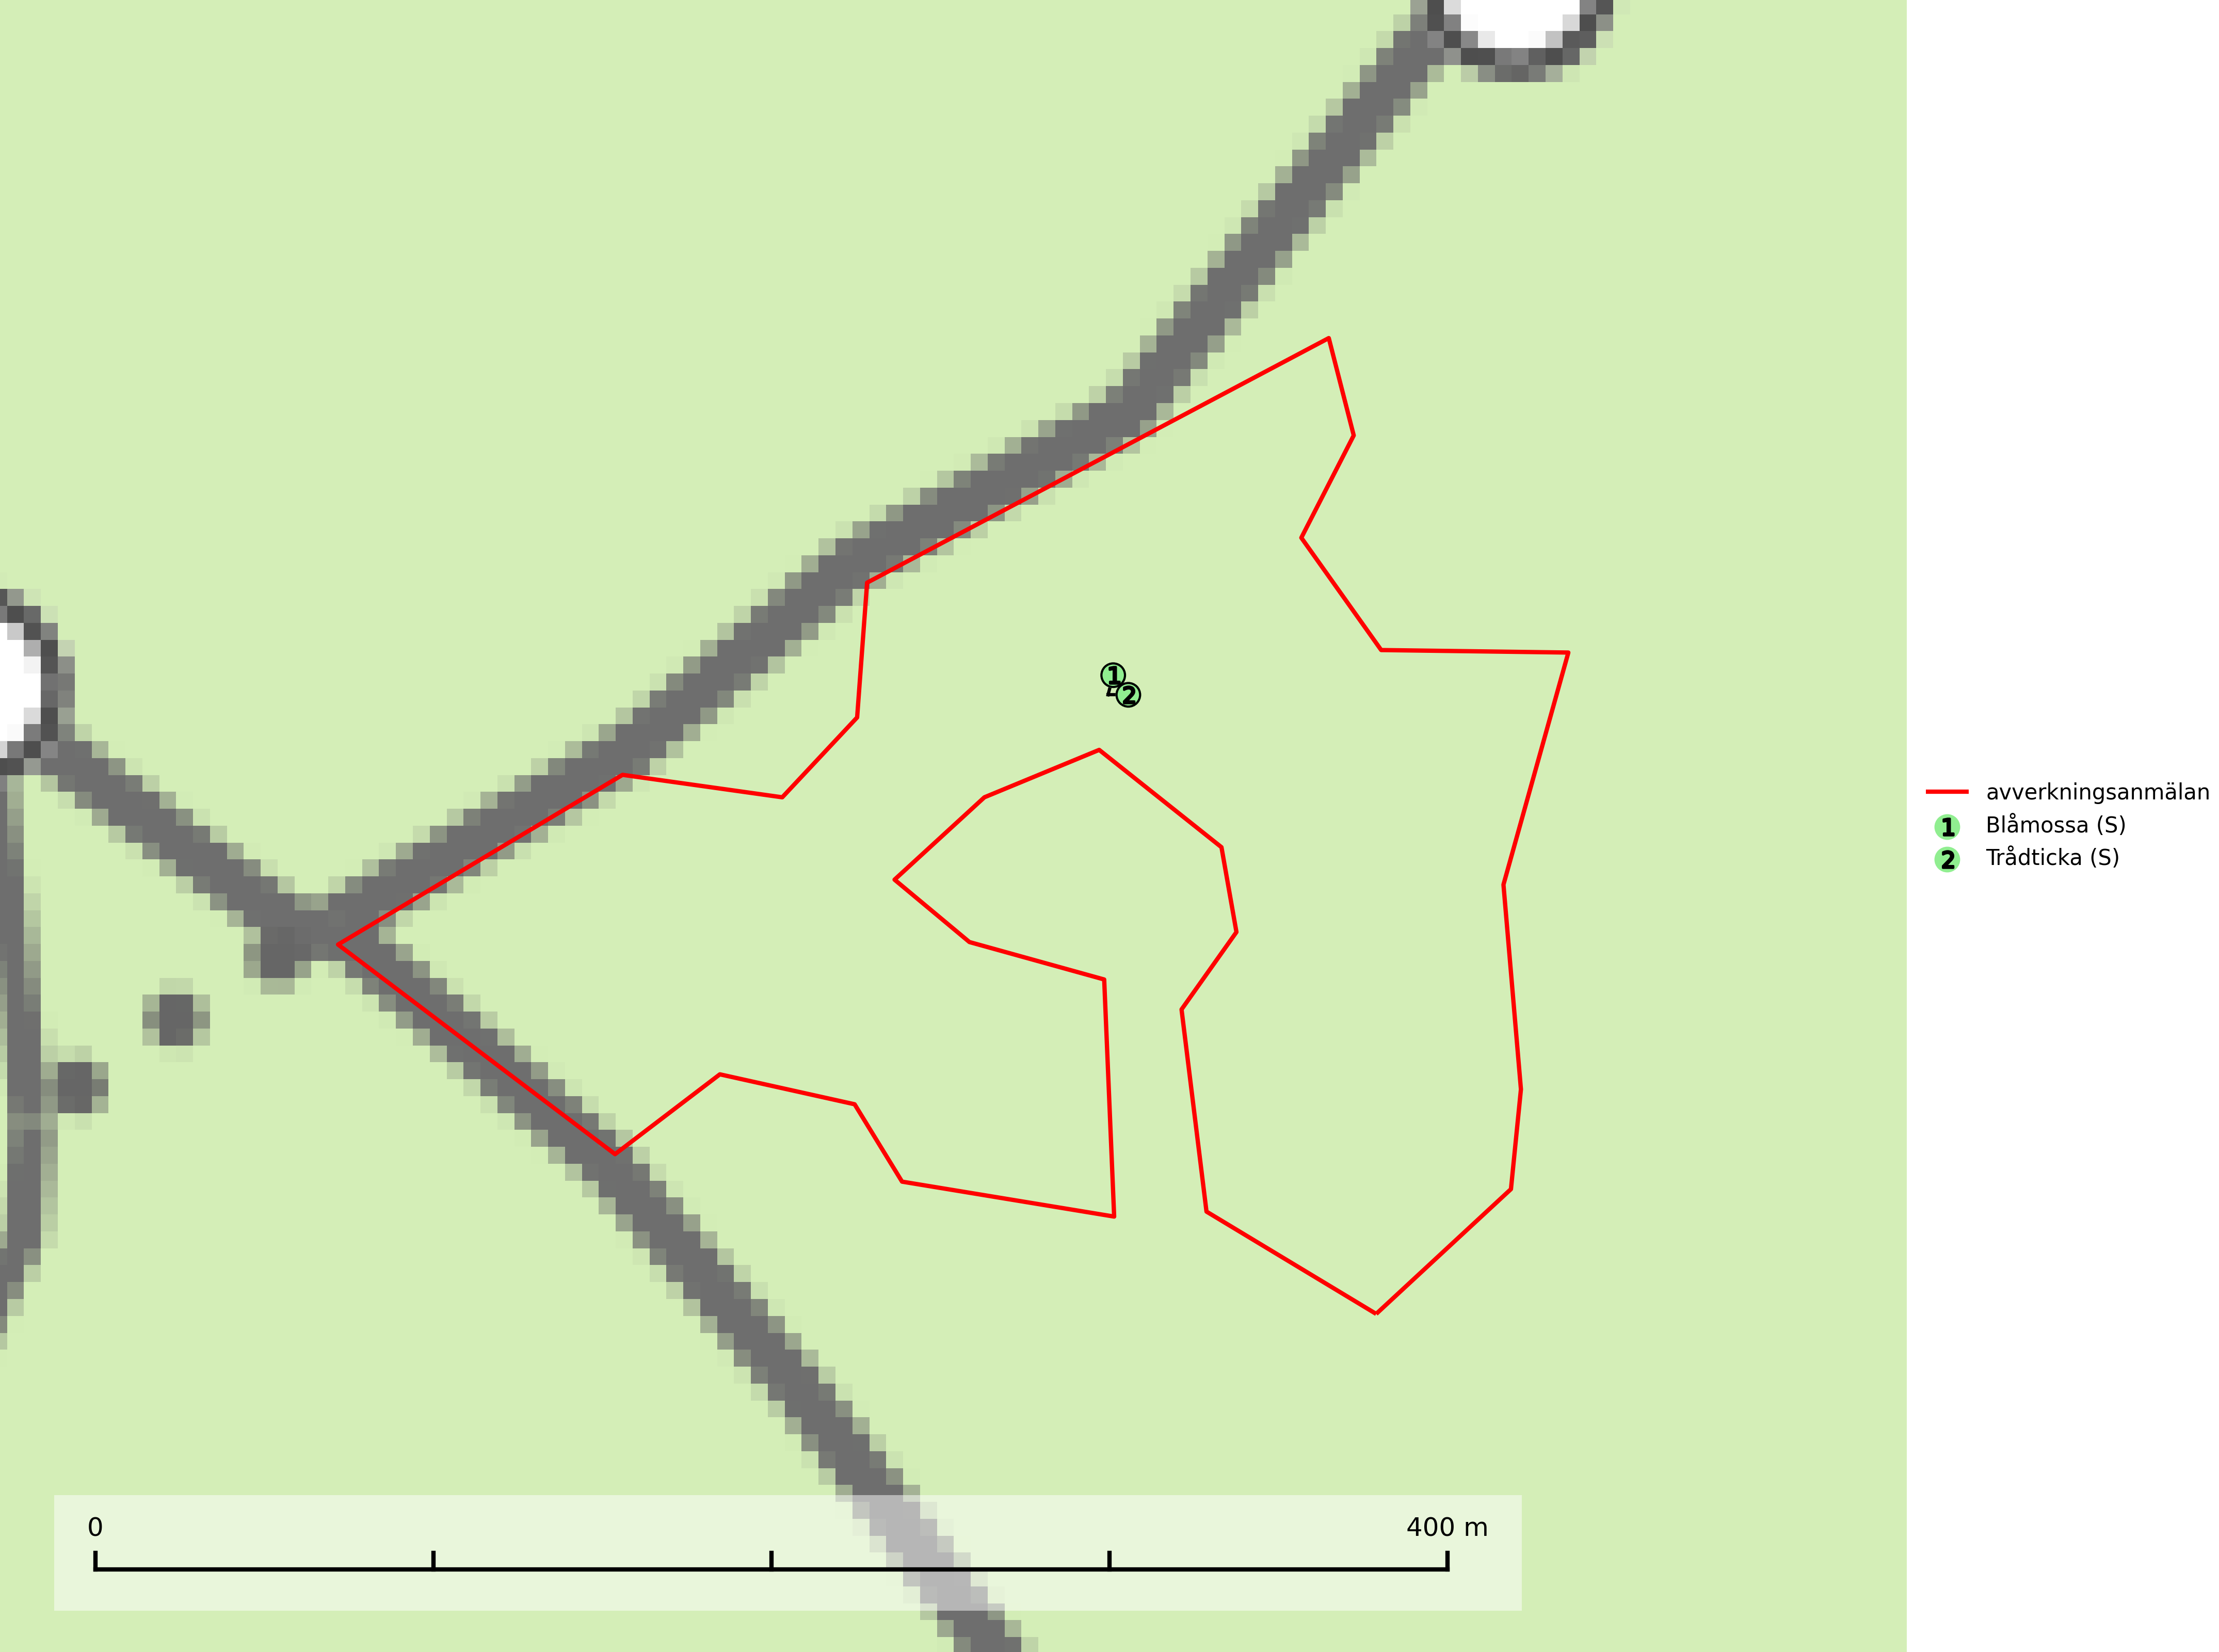 1
2
avverkningsanmälan
1 Blåmossa (S)
2 Trådticka (S)
0 400 m